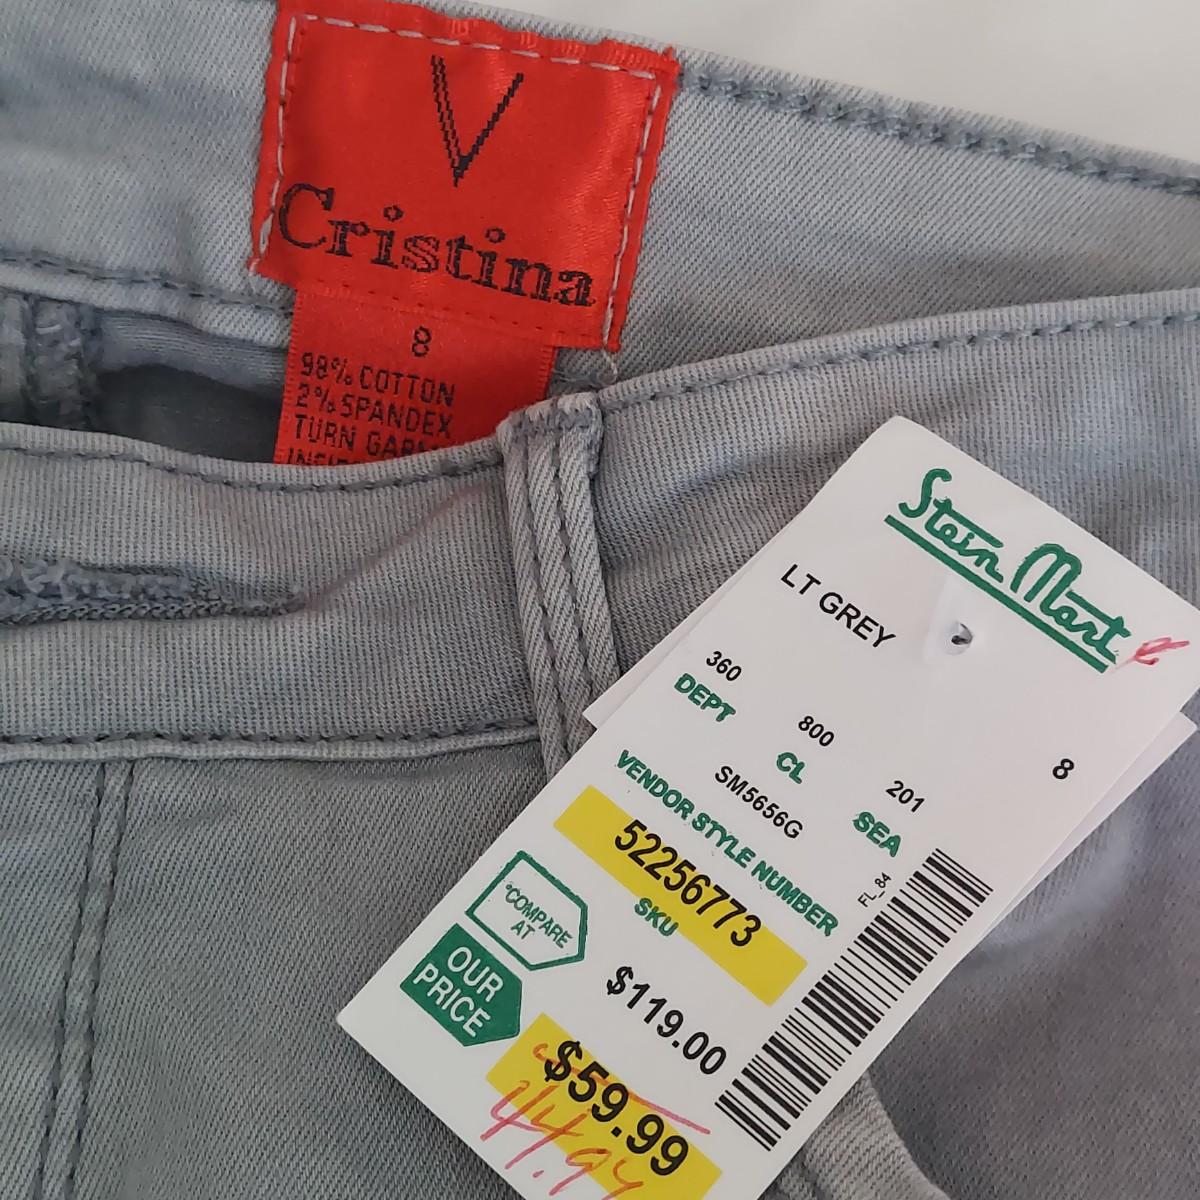 V
Cristina
8
98% COTTON
2% SPANDEX
TURN
Stein Mart
LT GREY
8
360
DEPT
800
CL
201
SEA
SM5656G
VENDOR STYLE NUMBER
52256773
SKU
FL_84
*COMPARE
AT
$119.00
OUR
PRICE
$59.99
44.94